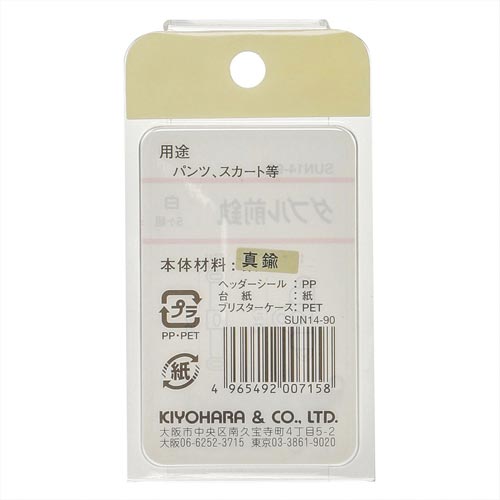 用途
パンツ、スカート等
SUN14-
ダブル前釱
白
5ヶ組
本体材料:真鍮
ヘッダーシール:PP
台紙:紙
ブリスターケース:PET
SUN14-90
プラ
PP・PET
紙
4 965492 007158
KIYOHARA & CO., LTD.
大阪市中央区南久宝寺町4丁目5-2
大阪06-6252-3715 東京03-3861-9020